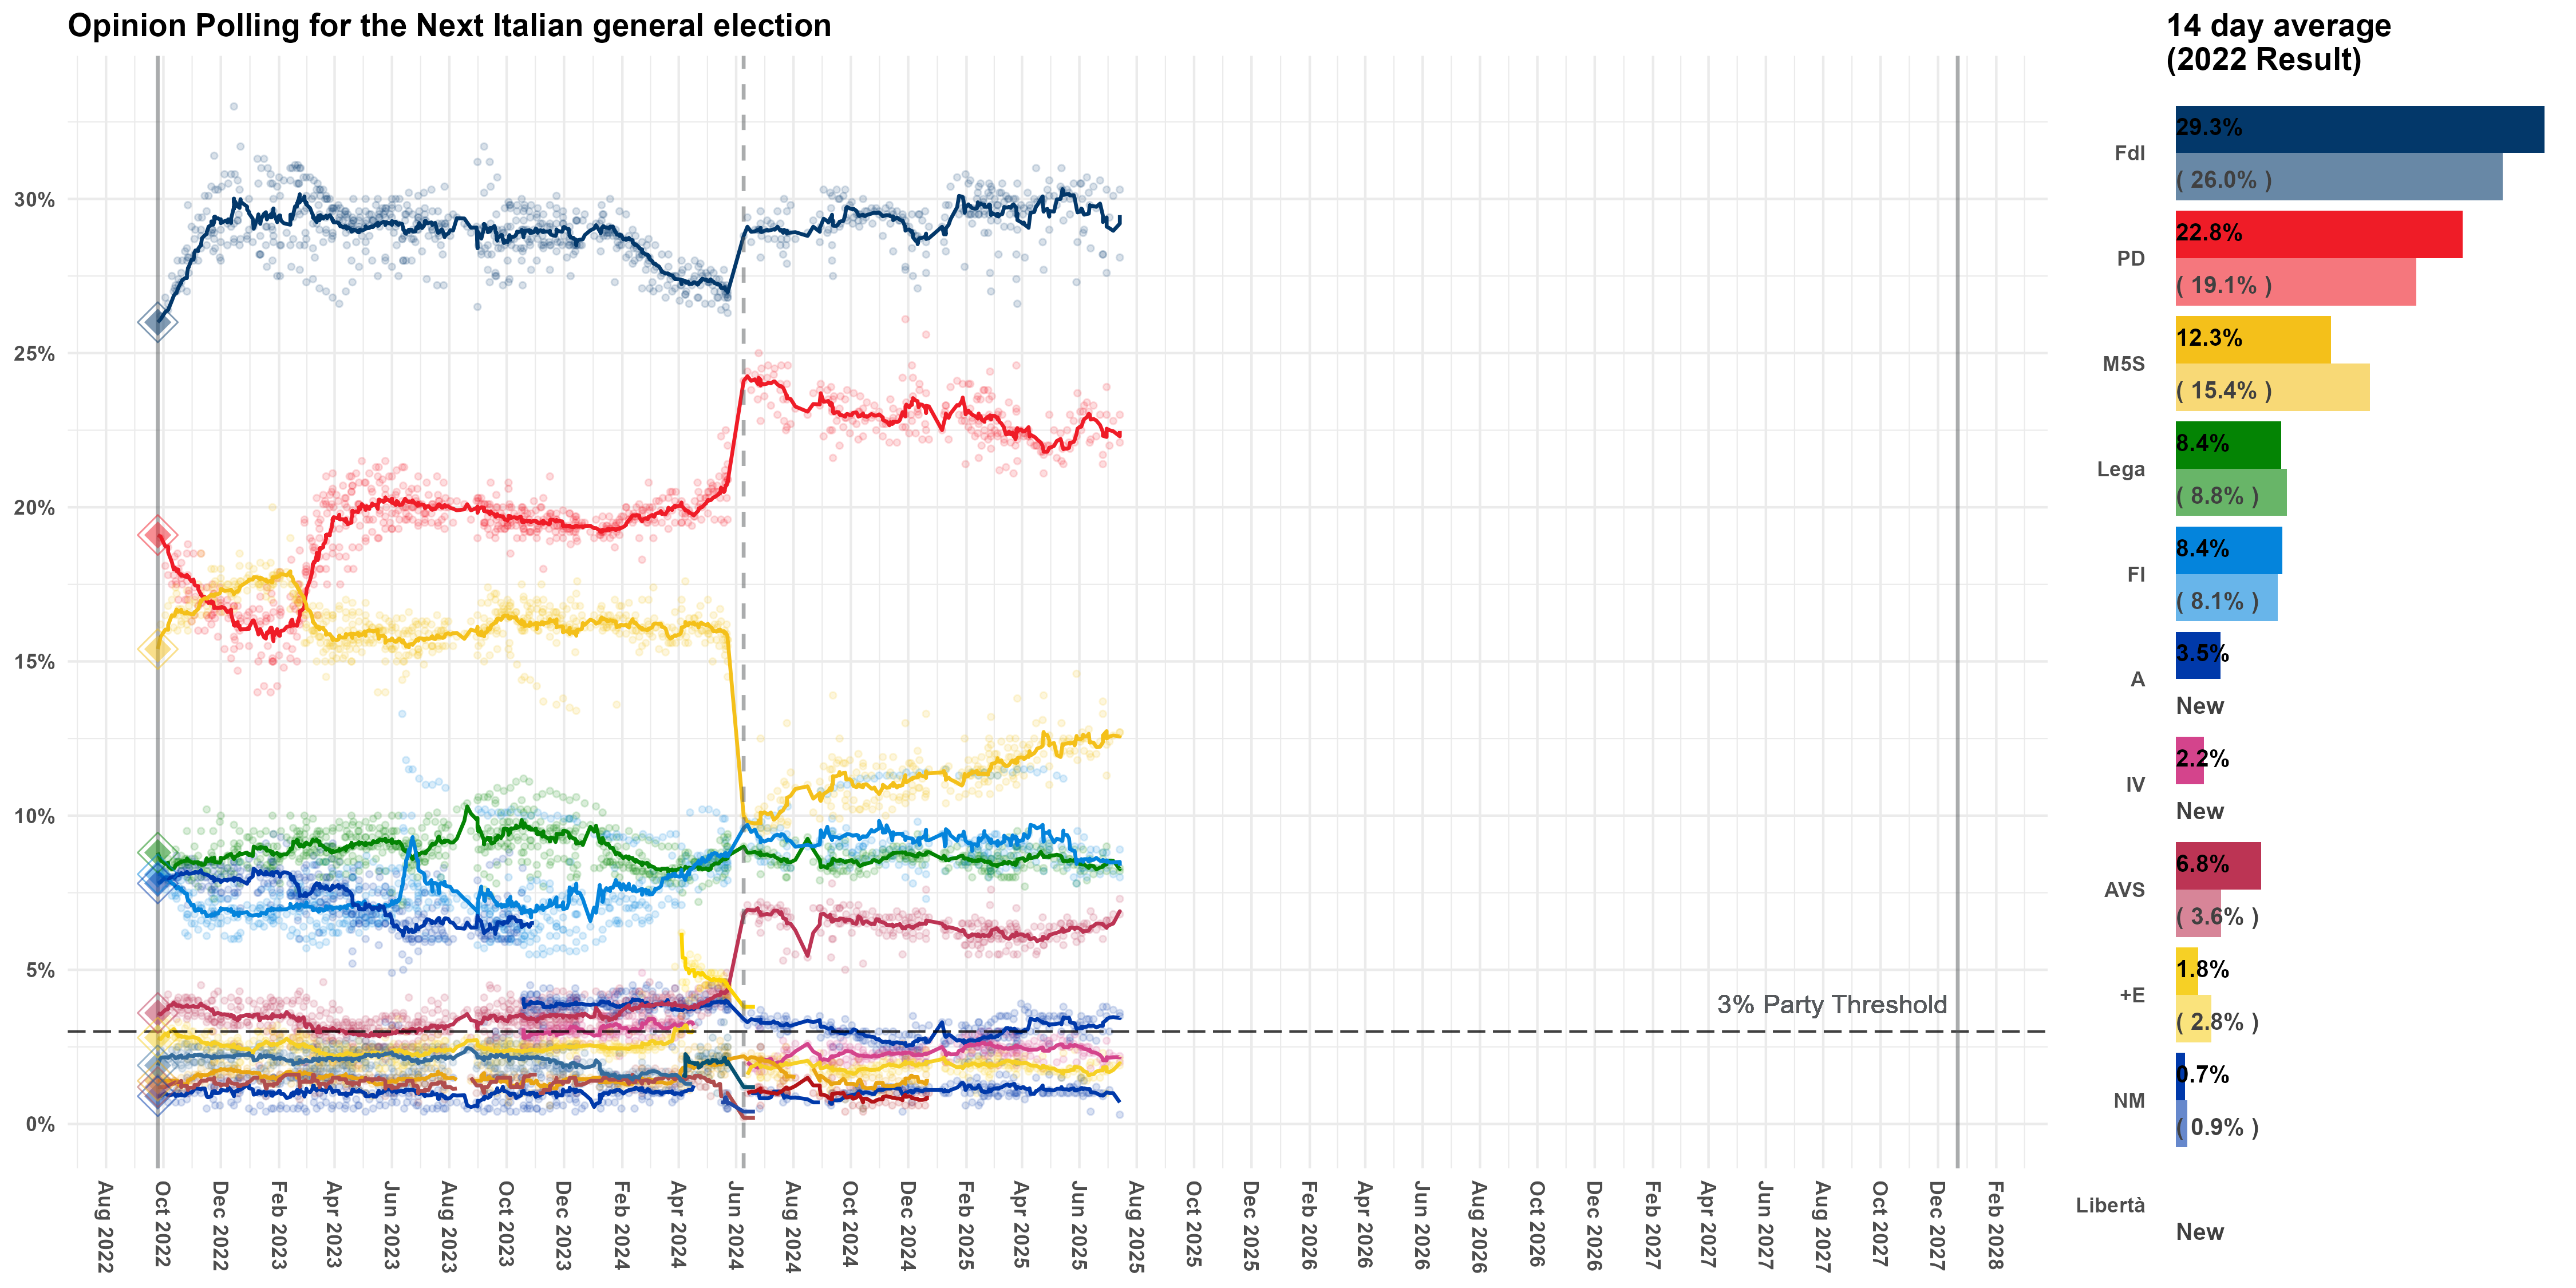 Opinion Polling for the Next Italian general election
14 day average
(2022 Result)
30%
25%
20%
15%
10%
5%
0%
3% Party Threshold
Aug 2022
Oct 2022
Dec 2022
Feb 2023
Apr 2023
Jun 2023
Aug 2023
Oct 2023
Dec 2023
Feb 2024
Apr 2024
Jun 2024
Aug 2024
Oct 2024
Dec 2024
Feb 2025
Apr 2025
Jun 2025
Aug 2025
Oct 2025
Dec 2025
Feb 2026
Apr 2026
Jun 2026
Aug 2026
Oct 2026
Dec 2026
Feb 2027
Apr 2027
Jun 2027
Aug 2027
Oct 2027
Dec 2027
Feb 2028
FdI
29.3%
( 26.0% )
PD
22.8%
( 19.1% )
M5S
12.3%
( 15.4% )
Lega
8.4%
( 8.8% )
FI
8.4%
( 8.1% )
A
3.5%
New
IV
2.2%
New
AVS
6.8%
( 3.6% )
+E
1.8%
( 2.8% )
NM
0.7%
( 0.9% )
Libertà
New